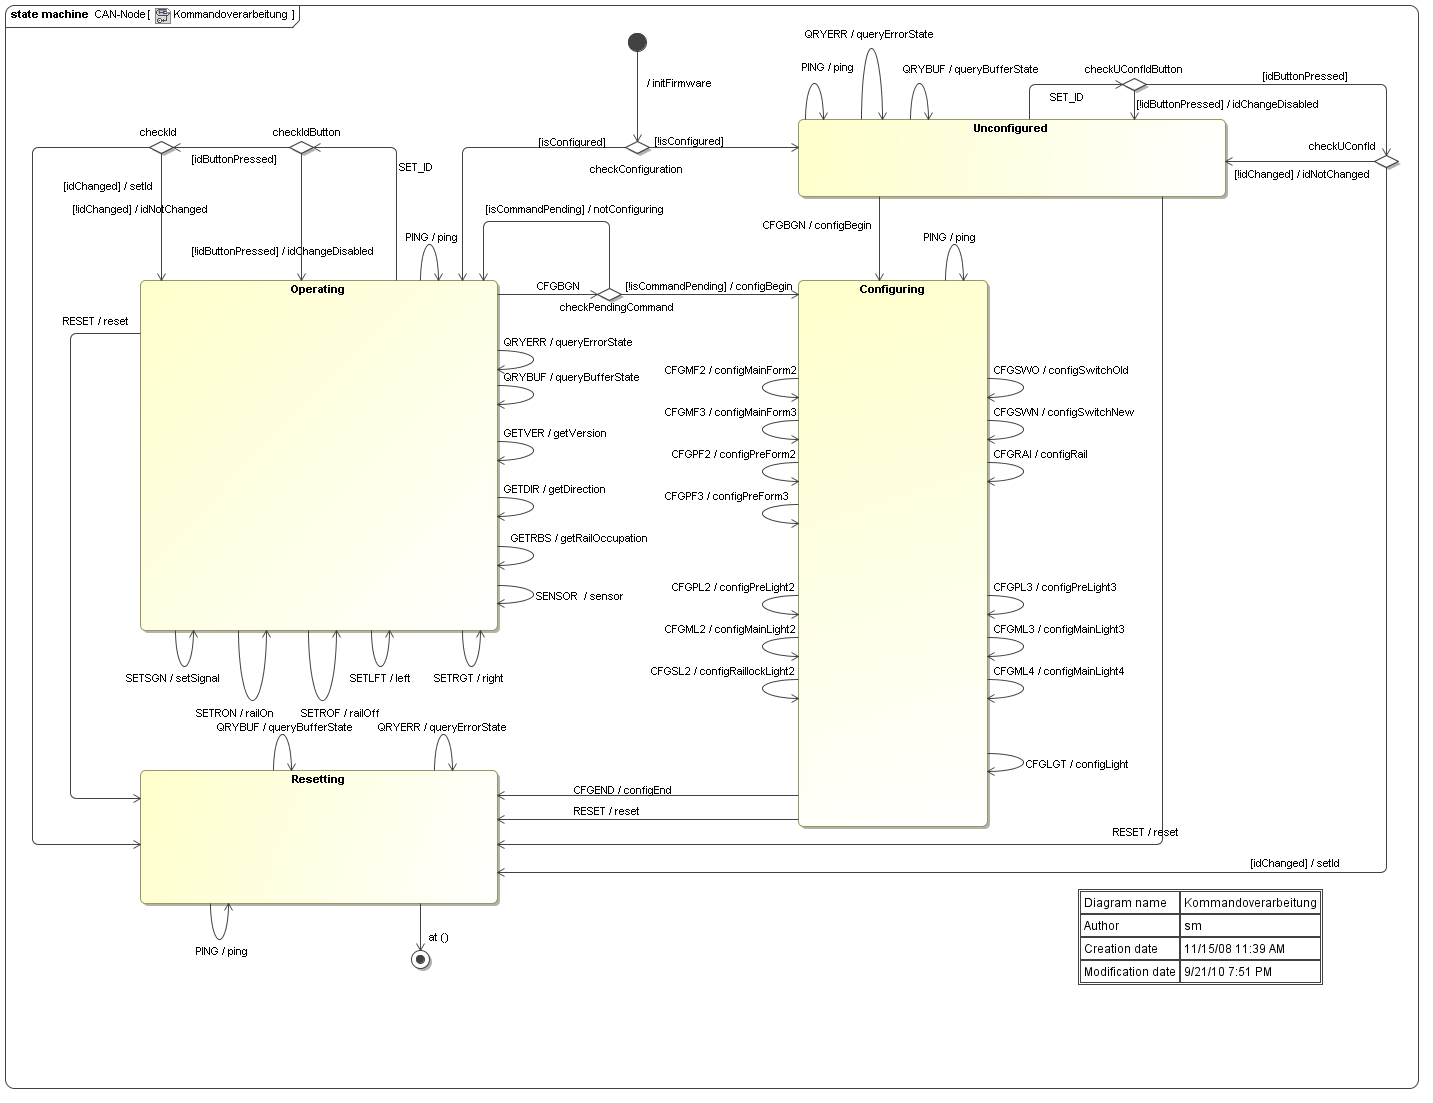 state machine CAN-Node [ Kommandoverarbeitung ]
QRYERR / queryErrorState
PING / ping
QRYBUF / queryBufferState
checkUConfIdButton
[idButtonPressed]
SET_ID
[!idButtonPressed] / idChangeDisabled
/ initFirmware
Unconfigured
checkId
checkIdButton
[idButtonPressed]
SET_ID
[isConfigured]
[!isConfigured]
checkConfiguration
checkUConfId
[!idChanged] / idNotChanged
[idChanged] / setId
[!idChanged] / idNotChanged
[isCommandPending] / notConfiguring
CFGBGN / configBegin
[!idButtonPressed] / idChangeDisabled
PING / ping
PING / ping
Operating
CFGBGN
[!isCommandPending] / configBegin
checkPendingCommand
Configuring
RESET / reset
QRYERR / queryErrorState
QRYBUF / queryBufferState
GETVER / getVersion
GETDIR / getDirection
GETRBS / getRailOccupation
SENSOR / sensor
CFGMF2 / configMainForm2
CFGSWO / configSwitchOld
CFGMF3 / configMainForm3
CFGSWN / configSwitchNew
CFGPF2 / configPreForm2
CFGRAI / configRail
CFGPF3 / configPreForm3
CFGPL2 / configPreLight2
CFGPL3 / configPreLight3
CFGML2 / configMainLight2
CFGML3 / configMainLight3
CFGSL2 / configRaillockLight2
CFGML4 / configMainLight4
CFGLGT / configLight
SETSGN / setSignal
SETLFT / left
SETRGT / right
SETRON / railOn
SETROF / railOff
QRYBUF / queryBufferState
QRYERR / queryErrorState
Resetting
CFGEND / configEnd
RESET / reset
RESET / reset
[idChanged] / setId
PING / ping
at ()
Diagram name Kommandoverarbeitung
Author sm
Creation date 11/15/08 11:39 AM
Modification date 9/21/10 7:51 PM